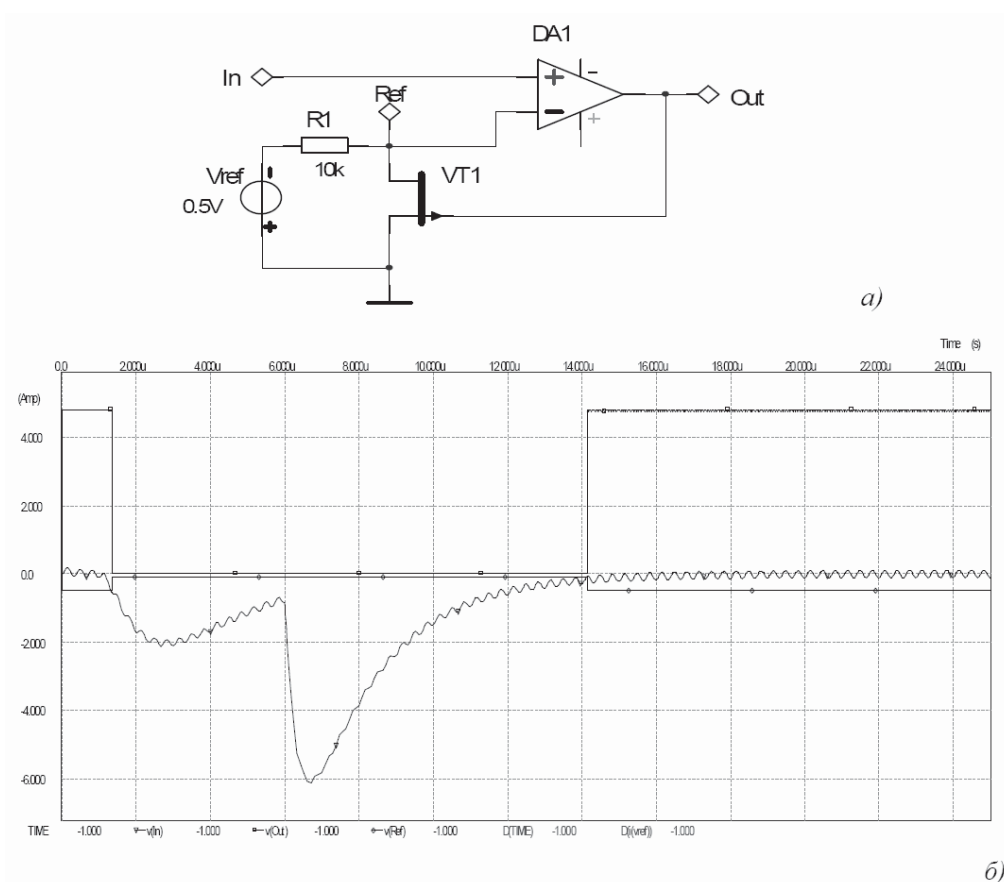 DA1
In
Ref
Out
R1
10k
VT1
Vref
0.5V
а)
Time (s)
0.0 2.000u 4.000u 6.000u 8.000u 10.000u 12.000u 14.000u 16.000u 18.000u 20.000u 22.000u 24.000u
(Amp)
4.000
2.000
0.0
-2.000
-4.000
-6.000
TIME -1.000 v(In) -1.000 v(Out) -1.000 v(Ref) -1.000 D(TIME) -1.000 D(i(vref)) -1.000
б)